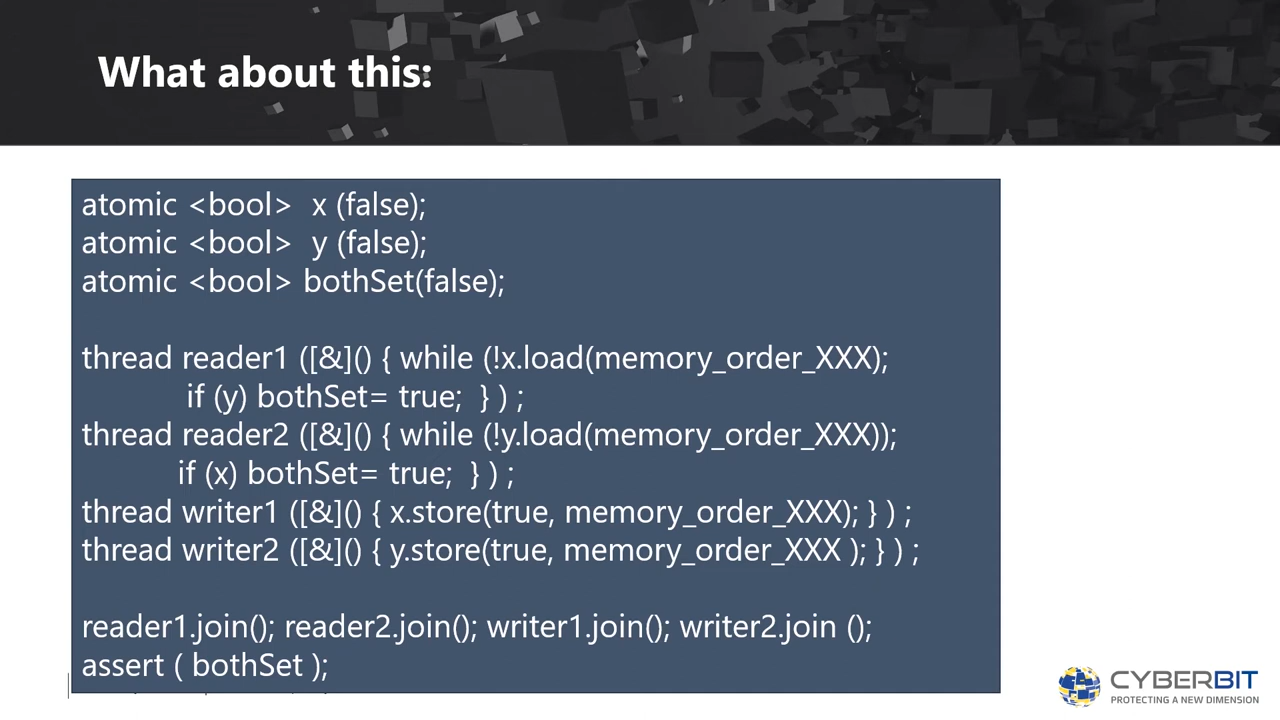 What about this:
atomic <bool>  x (false);
atomic <bool>  y (false);
atomic <bool> bothSet(false);
thread reader1 ([&]() { while (!x.load(memory_order_XXX);
if (y) bothSet= true;  } ) ;
thread reader2 ([&]() { while (!y.load(memory_order_XXX));
if (x) bothSet= true;  } ) ;
thread writer1 ([&]() { x.store(true, memory_order_XXX); } ) ;
thread writer2 ([&]() { y.store(true, memory_order_XXX ); } ) ;
reader1.join(); reader2.join(); writer1.join(); writer2.join ();
assert ( bothSet );
CYBERBIT
PROTECTING A NEW DIMENSION